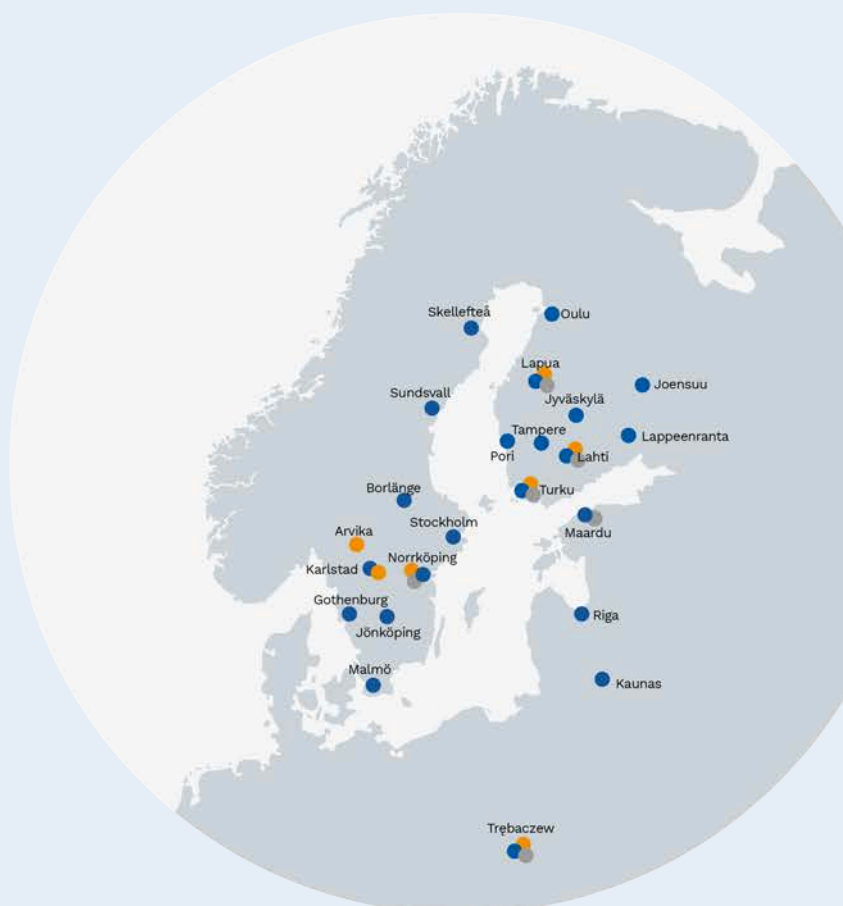 Skellefteå
Oulu
Lapua
Joensuu
Sundsvall
Jyväskylä
Tampere
Lappeenranta
Pori
Lahti
Borlänge
Turku
Stockholm
Arvika
Maardu
Norrköping
Karlstad
Gothenburg
Riga
Jönköping
Malmö
Kaunas
Trębaczew